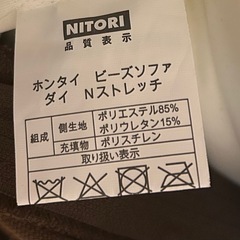 NITORI
品質表示
ホンタイ ビーズソファ
ダイ Nストレッチ
組成 側生地 ポリエステル85%
ポリウレタン15%
充填物 ポリスチレン
取り扱い表示